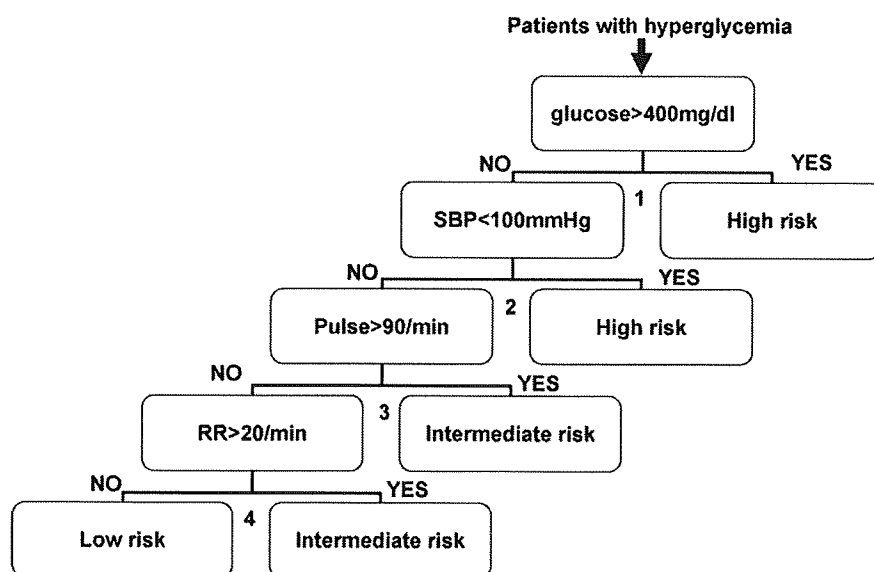 Patients with hyperglycemia
glucose>400mg/dl
NO
YES
1
SBP<100mmHg
High risk
NO
YES
2
Pulse>90/min
High risk
NO
YES
3
RR>20/min
Intermediate risk
NO
YES
4
Low risk
Intermediate risk